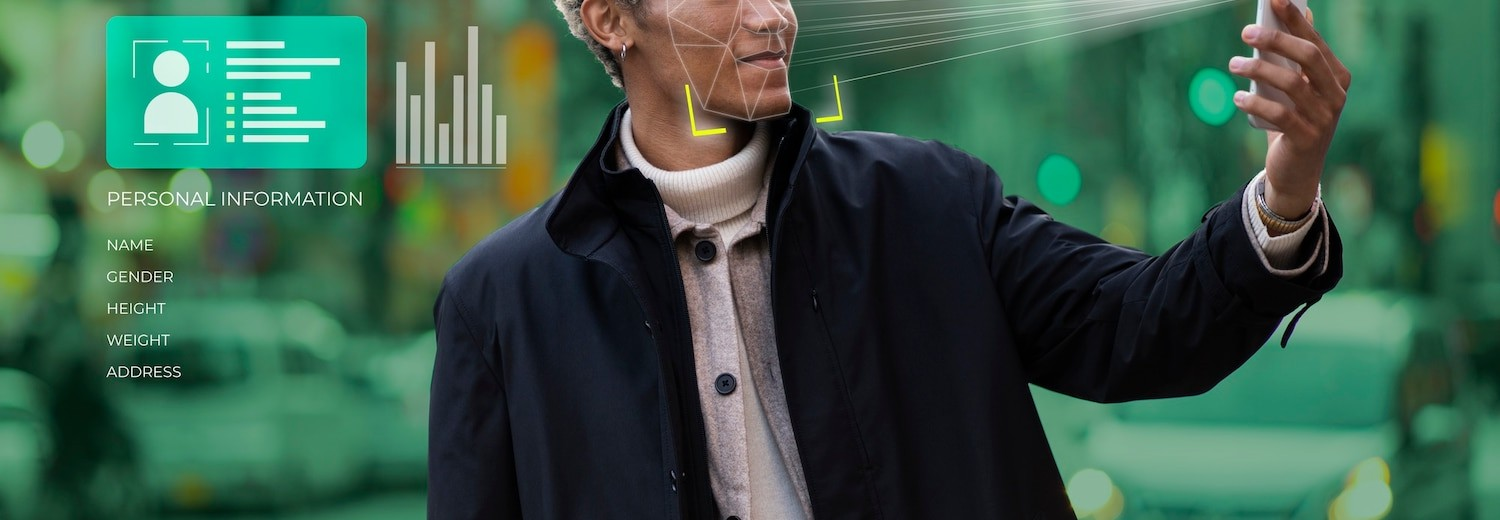 PERSONAL INFORMATION
NAME
GENDER
HEIGHT
WEIGHT
ADDRESS